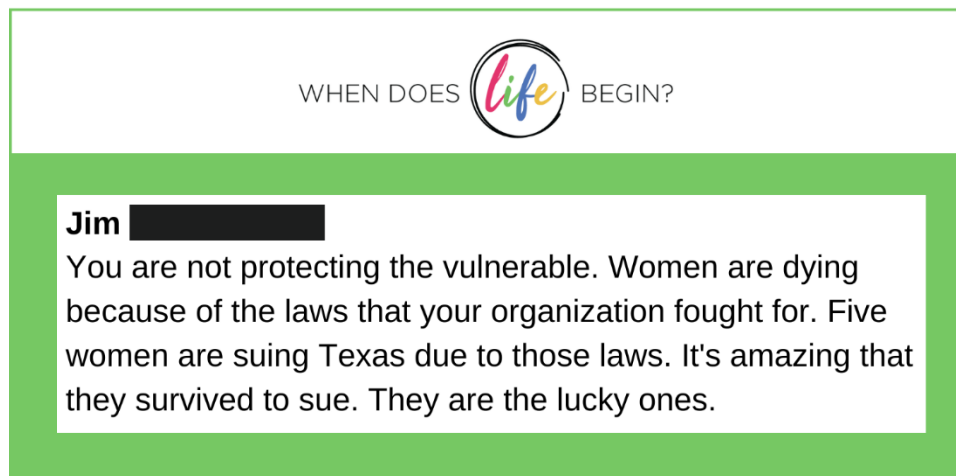 WHEN DOES life BEGIN?
Jim
You are not protecting the vulnerable. Women are dying
because of the laws that your organization fought for. Five
women are suing Texas due to those laws. It's amazing that
they survived to sue. They are the lucky ones.